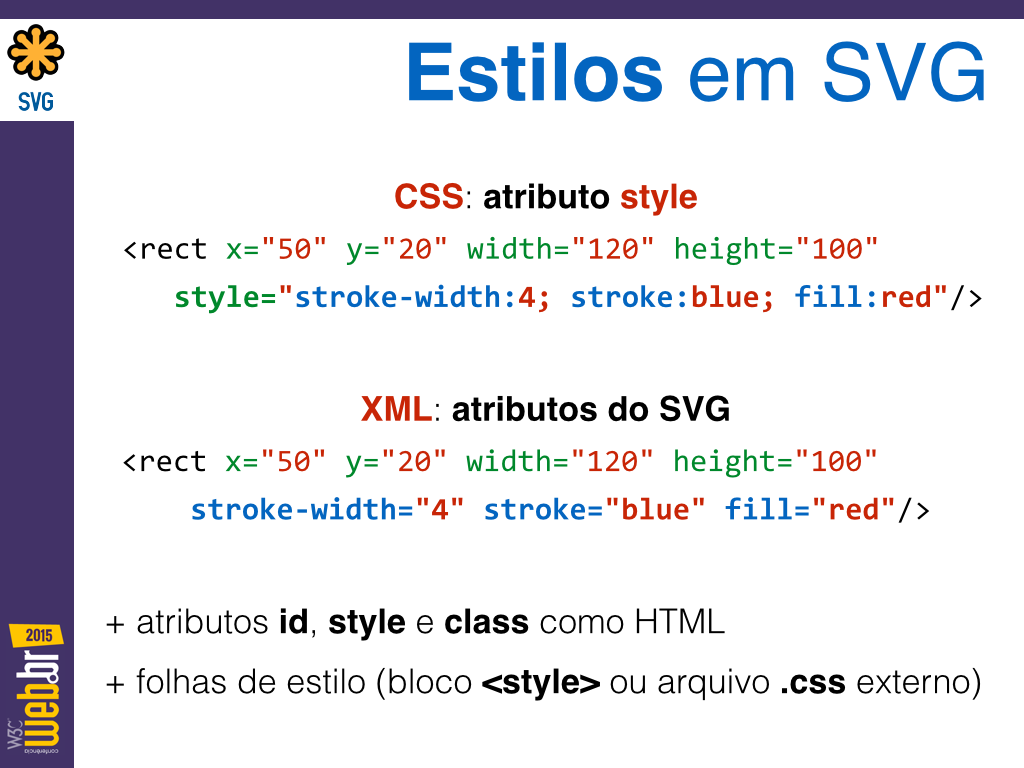 SVG
Estilos em SVG
CSS: atributo style
<rect x="50" y="20" width="120" height="100"
style="stroke-width:4; stroke:blue; fill:red"/>
XML: atributos do SVG
<rect x="50" y="20" width="120" height="100"
stroke-width="4" stroke="blue" fill="red"/>
+ atributos id, style e class como HTML
+ folhas de estilo (bloco <style> ou arquivo .css externo)
2015
W3C
web.br
conferência